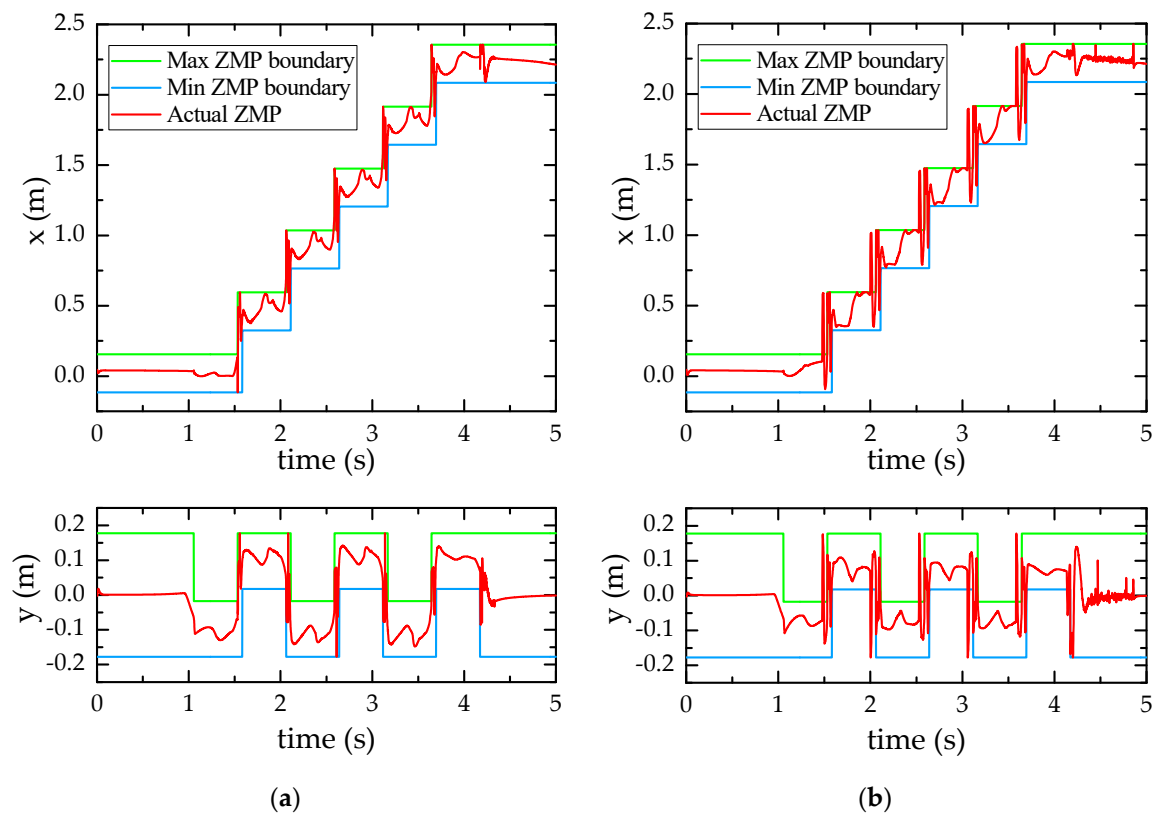 2.5
2.0
1.5
1.0
0.5
0.0
x (m)
Max ZMP boundary
Min ZMP boundary
Actual ZMP
0 1 2 3 4 5
time (s)
0.2
0.1
0.0
-0.1
-0.2
y (m)
0 1 2 3 4 5
time (s)
(a)
2.5
2.0
1.5
1.0
0.5
0.0
x (m)
Max ZMP boundary
Min ZMP boundary
Actual ZMP
0 1 2 3 4 5
time (s)
0.2
0.1
0.0
-0.1
-0.2
y (m)
0 1 2 3 4 5
time (s)
(b)